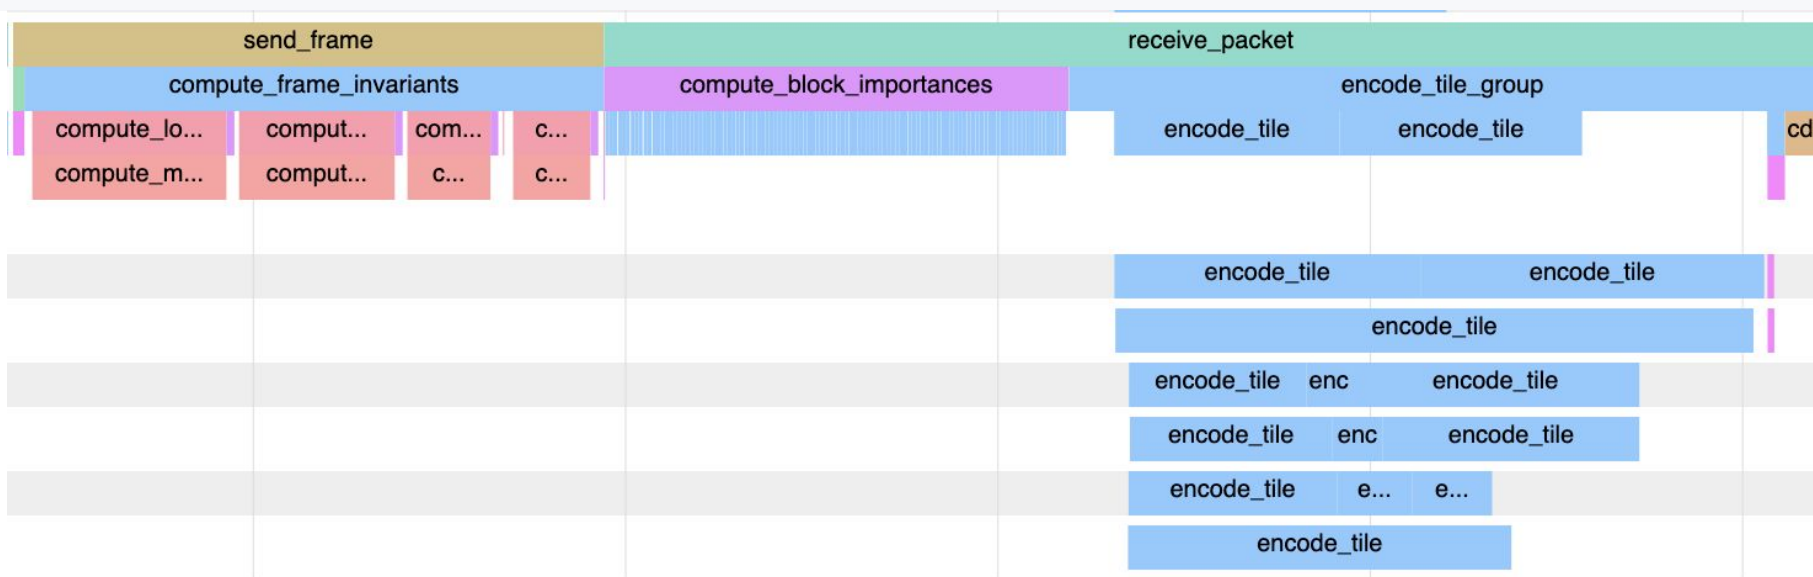 send_frame receive_packet
compute_frame_invariants compute_block_importances encode_tile_group
compute_lo... comput... com... c... encode_tile encode_tile cd
compute_m... comput... c... c...
encode_tile encode_tile
encode_tile
encode_tile enc encode_tile
encode_tile enc encode_tile
encode_tile e... e...
encode_tile